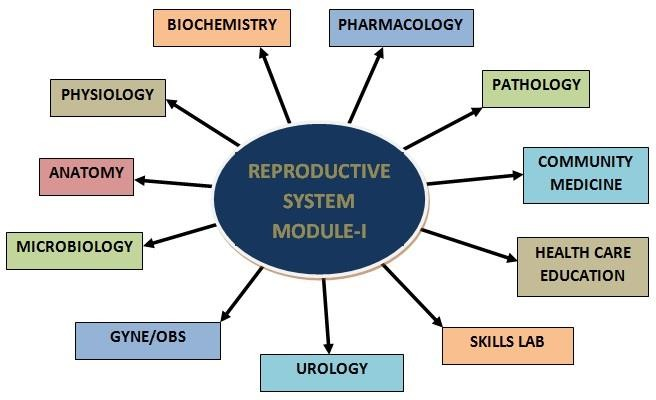 BIOCHEMISTRY
PHARMACOLOGY
PHYSIOLOGY
PATHOLOGY
ANATOMY
REPRODUCTIVE
SYSTEM
MODULE-I
COMMUNITY
MEDICINE
MICROBIOLOGY
HEALTH CARE
EDUCATION
GYNE/OBS
UROLOGY
SKILLS LAB